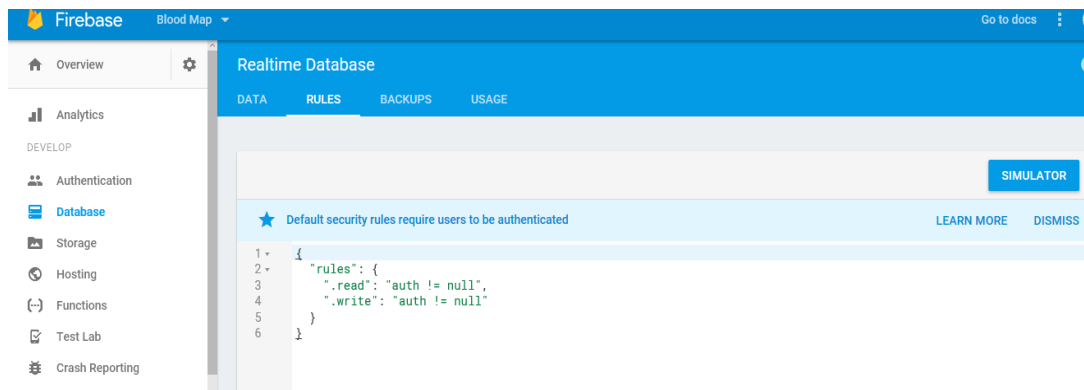 Firebase Blood Map Go to docs
Overview
Analytics
DEVELOP
Authentication
Database
Storage
Hosting
Functions
Test Lab
Crash Reporting
Realtime Database
DATA RULES BACKUPS USAGE
SIMULATOR
Default security rules require users to be authenticated LEARN MORE DISMISS
1 {
2 "rules": {
3 ".read": "auth != null",
4 ".write": "auth != null"
5 }
6 }